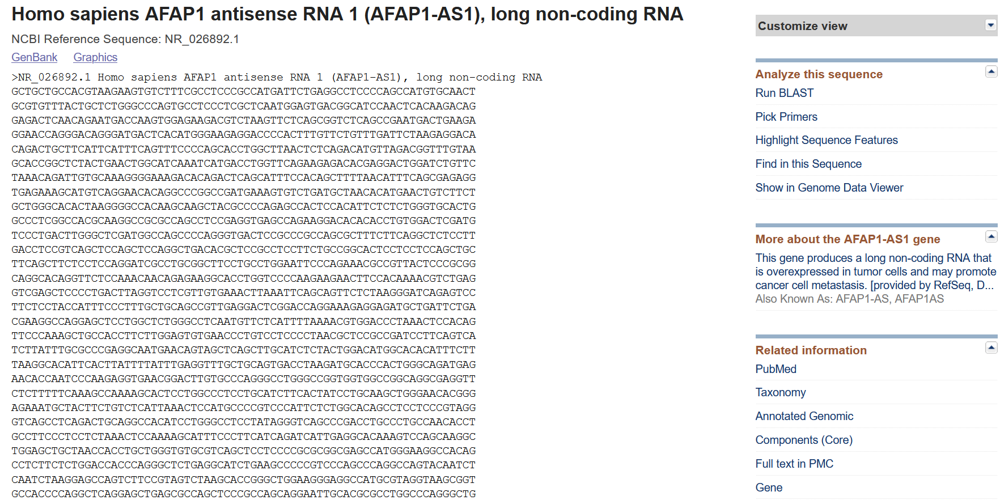 Homo sapiens AFAP1 antisense RNA 1 (AFAP1-AS1), long non-coding RNA
NCBI Reference Sequence: NR_026892.1
GenBank Graphics
>NR_026892.1 Homo sapiens AFAP1 antisense RNA 1 (AFAP1-AS1), long non-coding RNA
GCTGCTGCCACGTAAGAAGTGTCTTTCGCCTCCCGCCATGATTCTGAGGCCTCCCCAGCCATGTGCAACT
GCGTGTTTACTGCTCTGGGCCCAGTGCCTCCCTCGCTCAATGGAGTGACGGCATCCAACTCACAAGACAG
GAGACTCAACAGAATGACCAAGTGGAGAAGACGTCTAAGTTCTCAGCGGTCTCAGCCGAATGACTGAAGA
GGAACCAGGGACAGGGATGACTCACATGGGAAGAGGACCCCACTTTGTTCTGTTTGATTCTAAGAGGACA
CAGACTGCTTCATTCATTTCAGTTTCCCCAGCACCTGGCTTAACTCTCAGACATGTTAGACGGTTTGTAA
GCACCGGCTCTACTGAACTGGCATCAAATCATGACCTGGTTCAGAAGAGACACGAGGACTGGATCTGTTC
TAAACAGATTGTGCAAAGGGGAAAGACACAGACTCAGCATTTCCACAGCTTTTAACATTTCAGCGAGAGG
TGAGAAAGCATGTCAGGAACACAGGCCCGGCCGATGAAAGTGTCTGATGCTAACACATGAACTGTCTTCT
GCTGGGCACACTAAGGGGCCACAAGCAAGCTACGCCCCAGAGCCACTCCACATTCTCTCTGGGTGCACTG
GCCCTCGGCCACGCAAGGCCGCGCCAGCCTCCGAGGTGAGCCAGAAGGACACACACCTGTGGACTCGATG
TCCCTGACTTGGGCTCGATGGCCAGCCCCAGGGTGACTCCGCCCGCCAGCGCTTTCTTCAGGCTCTCCTT
GACCTCCGTCAGCTCCAGCTCCAGGCTGACACGCTCCGCCTCCTTCTGCCGGCACTCCTCCTCCAGCTGC
TTCAGCTTCTCCTCCAGGATCGCCTGCGGCTTCCTGCCTGGAATTCCCAGAAACGCCGTTACTCCCGCGG
CAGGCACAGGTTCTCCAAACAACAGAGAAGGCACCTGGTCCCCAAGAAGAACTTCCACAAAACGTCTGAG
GTCGAGCTCCCCTGACTTAGGTCCTCGTTGTGAAACTTAAATTCAGCAGTTCTCTAAGGGATCAGAGTCC
TTCTCCTACCATTTCCCTTTGCTGCAGCCGTTGAGGACTCGGACCAGGAAAGAGGAGATGCTGATTCTGA
CGAAGGCCAGGAGCTCCTGGCTCTGGGCCTCAATGTTCTCATTTTAAAACGTGGACCCTAAACTCCACAG
TTCCCAAAGCTGCCACCTTCTTGGAGTGTGAACCCTGTCCTCCCCTAACGCTCCGCCGATCCTTCAGTCA
TCTTATTTGCGCCCGAGGCAATGAACAGTAGCTCAGCTTGCATCTCTACTGGACATGGCACACATTTCTT
TAAGGCACATTCACTTATTTTATTTGAGGTTTGCTGCAGTGACCTAAGATGCACCCACTGGGCAGATGAG
AACACCAATCCCAAGAGGTGAACGGACTTGTGCCCAGGGCCTGGGCCGGTGGTGGCCGGCAGGCGAGGTT
CTCTTTTTCAAAGCCAAAAGCACTCCTGGCCCTCCTGCATCTTCACTATCCTGCAAGCTGGGAACACGGG
AGAAATGCTACTTCTGTCTCATTAAACTCCATGCCCCGTCCCATTCTCTGGCACAGCCTCCTCCCGTAGG
GTCAGCCTCAGACTGCAGGCCACATCCTGGGCCTCCTATAGGGTCAGCCCGACCTGCCCTGCCAACACCT
GCCTTCCCTCCTCTAAACTCCAAAAGCATTTCCCTTCATCAGATCATTGAGGCACAAAGTCCAGCAAGGC
TGGAGCTGCTAACCACCTGCTGGGTGTGCGTCAGCTCCTCCCCGCGCGGCGAGCCATGGGAAGGCCACAG
CCTCTTCTCTGGACCACCCAGGGCTCTGAGGCATCTGAAGCCCCCGTCCCAGCCCAGGCCAGTACAATCT
CAATCTAAGGAGCCAGTCTTCCGTAGTCTAAGCACCGGGCTGGAAGGGAGGCCATGCGTAGGTAAGCGGT
GCCACCCCAGGCTCAGGAGCTGAGCGCCAGCTCCCGCCAGCAGGAATTGCACGCGCCTGGCCCAGGGCTG
Customize view
Analyze this sequence
Run BLAST
Pick Primers
Highlight Sequence Features
Find in this Sequence
Show in Genome Data Viewer
More about the AFAP1-AS1 gene
This gene produces a long non-coding RNA that
is overexpressed in tumor cells and may promote
cancer cell metastasis. [provided by RefSeq, D...
Also Known As: AFAP1-AS, AFAP1AS
Related information
PubMed
Taxonomy
Annotated Genomic
Components (Core)
Full text in PMC
Gene